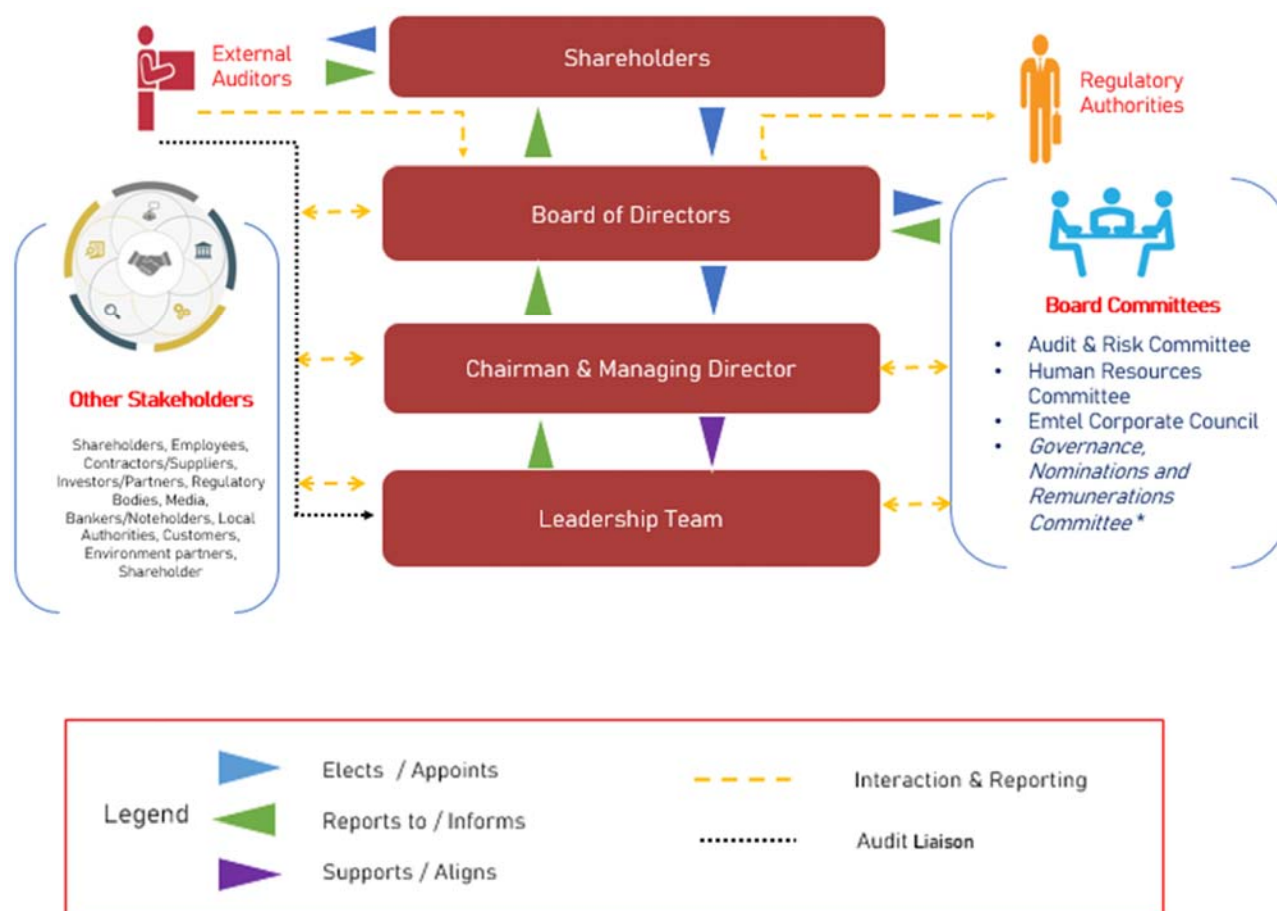 External
Auditors
Shareholders
Regulatory
Authorities
Board of Directors
Board Committees
• Audit & Risk Committee
• Human Resources
Committee
• Emtel Corporate Council
• Governance,
Nominations and
Remunerations
Committee *
Chairman & Managing Director
Other Stakeholders
Shareholders, Employees,
Contractors/Suppliers,
Investors/Partners, Regulatory
Bodies, Media,
Bankers/Noteholders, Local
Authorities, Customers,
Environment partners,
Shareholder
Leadership Team
Legend
Elects / Appoints
Reports to / Informs
Supports / Aligns
Interaction & Reporting
Audit Liaison